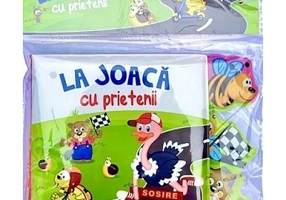 cu prietenii
LA JOACĂ
cu prietenii
SOSIRE